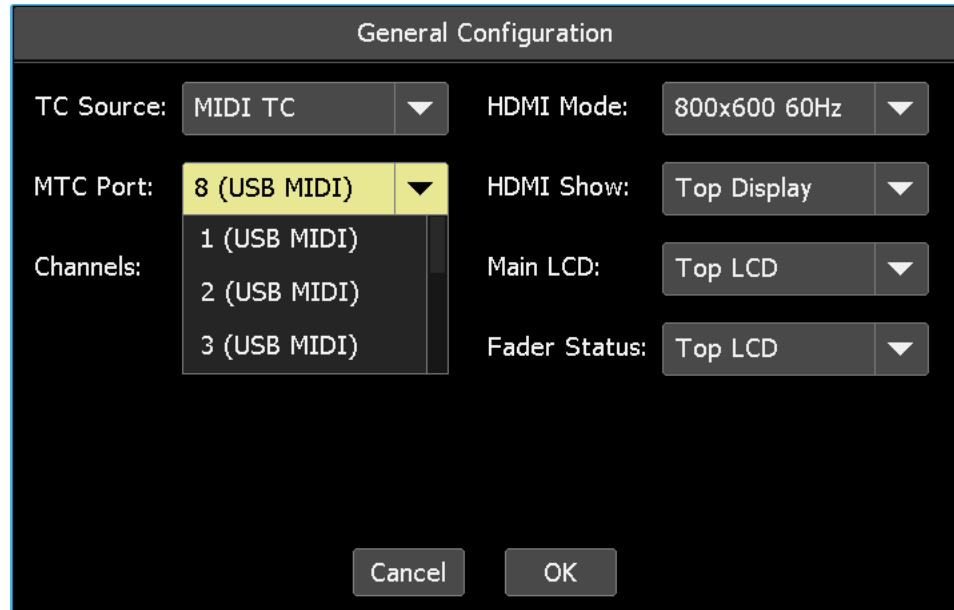 General Configuration
TC Source: MIDI TC HDMI Mode: 800x600 60Hz
MTC Port: 8 (USB MIDI) HDMI Show: Top Display
1 (USB MIDI)
Channels: Main LCD: Top LCD
2 (USB MIDI)
3 (USB MIDI) Fader Status: Top LCD
Cancel OK